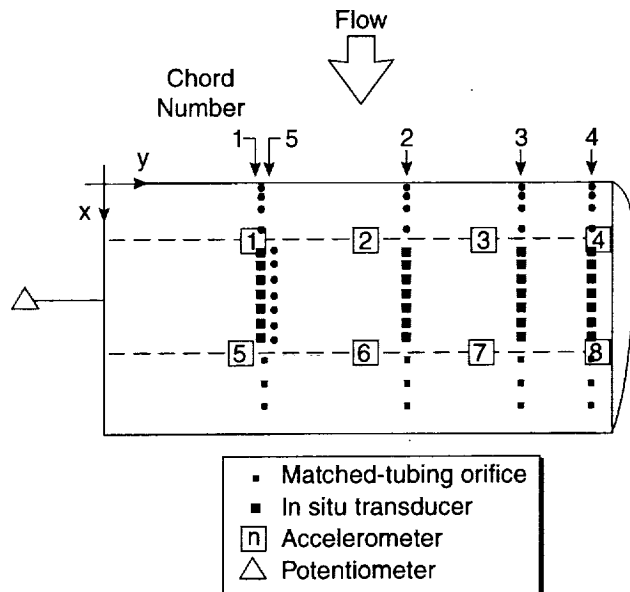 Flow
Chord
Number
1 5 2 3 4
y
x
1 2 3 4
5 6 7 8
Matched-tubing orifice
In situ transducer
n Accelerometer
Potentiometer